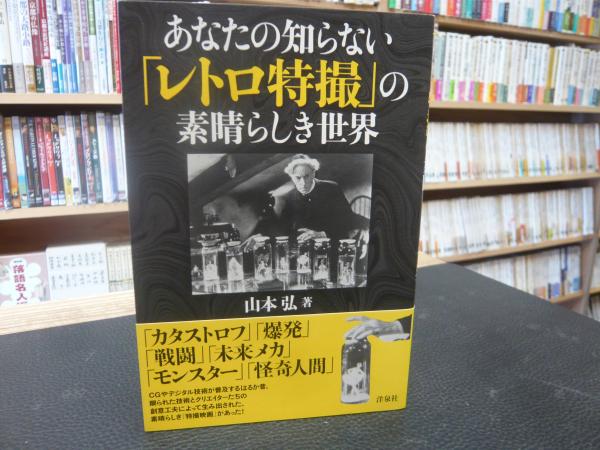 あなたの知らない
「レトロ特撮」の
素晴らしき世界
山本 弘 著
「カタストロフ」「爆発」
「戦闘」「未来メカ」
「モンスター」「怪奇人間」
CGやデジタル技術が普及するはるか昔、
限られた技術とクリエイターたちの
創意工夫によって生み出された、
素晴らしき「特撮映画」があった!
洋泉社
落語名人